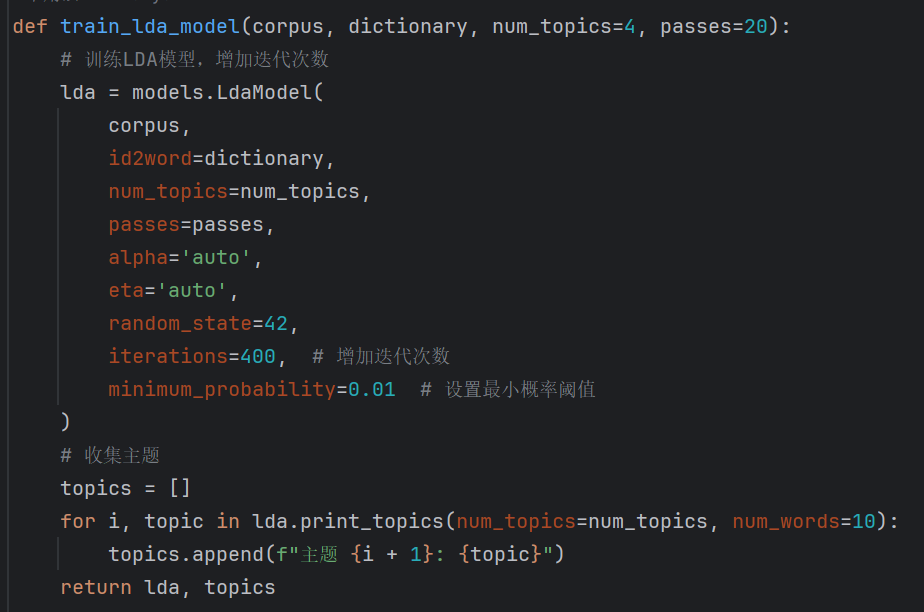 def train_lda_model(corpus, dictionary, num_topics=4, passes=20):
    # 训练LDA模型，增加迭代次数
    lda = models.LdaModel(
        corpus,
        id2word=dictionary,
        num_topics=num_topics,
        passes=passes,
        alpha='auto',
        eta='auto',
        random_state=42,
        iterations=400,  # 增加迭代次数
        minimum_probability=0.01  # 设置最小概率阈值
    )
    # 收集主题
    topics = []
    for i, topic in lda.print_topics(num_topics=num_topics, num_words=10):
        topics.append(f"主题 {i + 1}: {topic}")
    return lda, topics